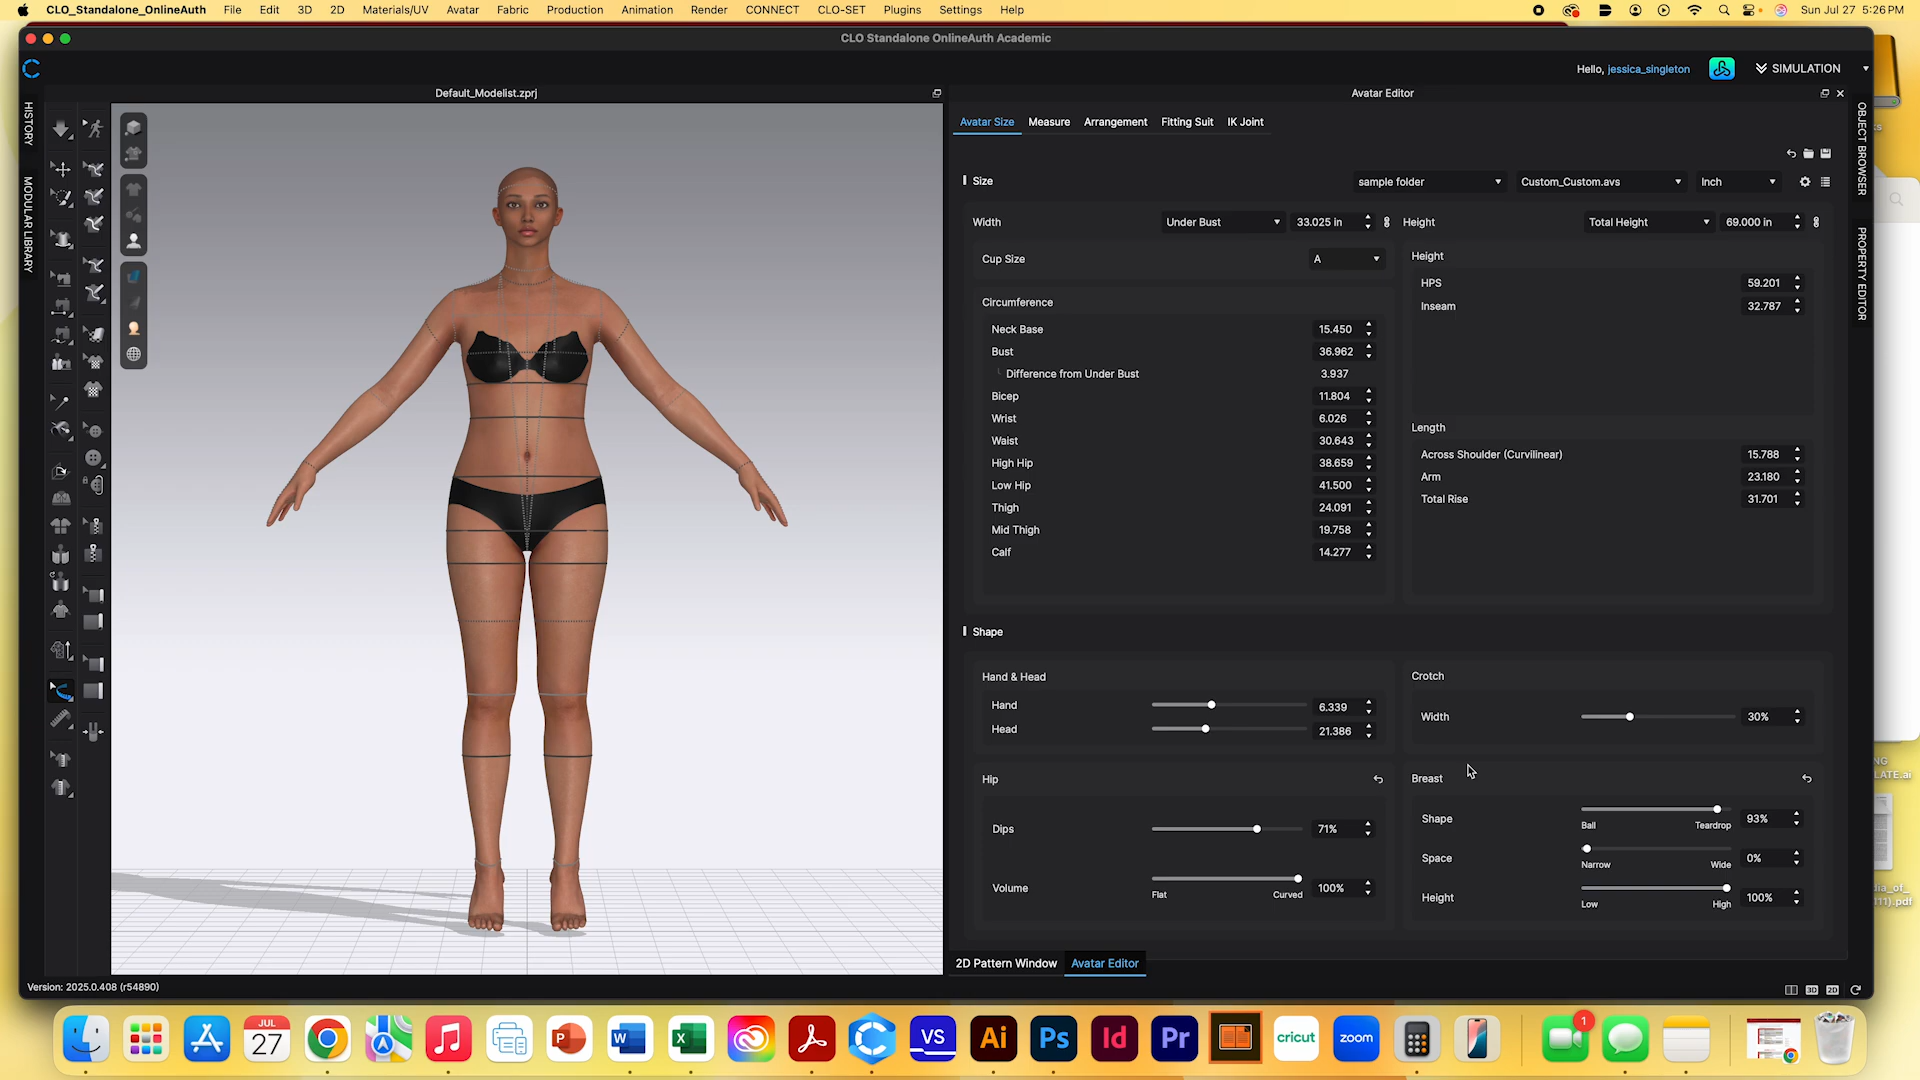 CLO_Standalone_OnlineAuth File Edit 3D 2D Materials/UV Avatar Fabric Production Animation Render CONNECT CLO-SET Plugins Settings Help Sun Jul 27 5:26 PM
CLO Standalone OnlineAuth Academic
Hello, jessica_singleton SIMULATION
Default_Modelist.zprj
Avatar Editor
HISTORY
MODULAR LIBRARY
OBJECT BROWSER
PROPERTY EDITOR
Avatar Size Measure Arrangement Fitting Suit IK Joint
Size sample folder Custom_Custom.avs Inch
Width Under Bust 33.025 in Height Total Height 69.000 in
Cup Size A
Height
HPS 59.201
Inseam 32.787
Circumference
Neck Base 15.450
Bust 36.962
Difference from Under Bust 3.937
Bicep 11.804
Wrist 6.026
Waist 30.643
High Hip 38.659
Low Hip 41.500
Thigh 24.091
Mid Thigh 19.758
Calf 14.277
Length
Across Shoulder (Curvilinear) 15.788
Arm 23.180
Total Rise 31.701
Shape
Hand & Head
Hand 6.339
Head 21.386
Crotch
Width 30%
Hip
Dips 71%
Volume 100%
Flat Curved
Breast
Shape 93%
Ball Teardrop
Space 0%
Narrow Wide
Height 100%
Low High
2D Pattern Window Avatar Editor
Version: 2025.0.408 (r54890)
3D 2D
NG
LATE.ai
dia_of_
111).pdf
JUL
27
P W X VS Ai Ps Id Pr cricut zoom 1